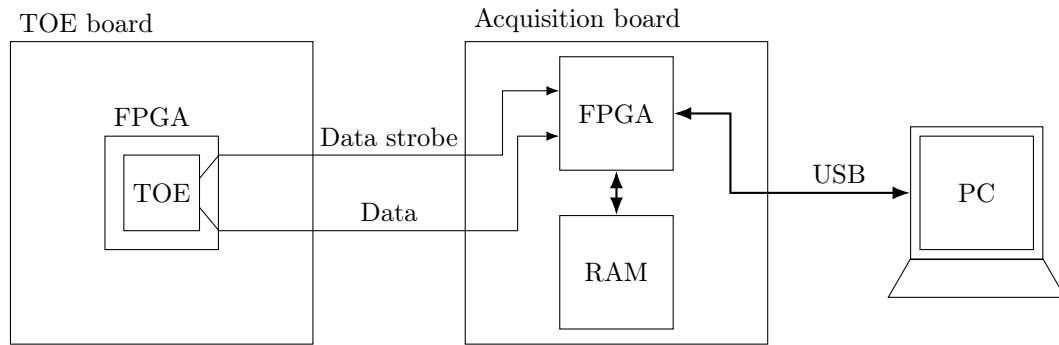 TOE board
Acquisition board
FPGA
TOE
Data strobe
Data
FPGA
RAM
USB
PC